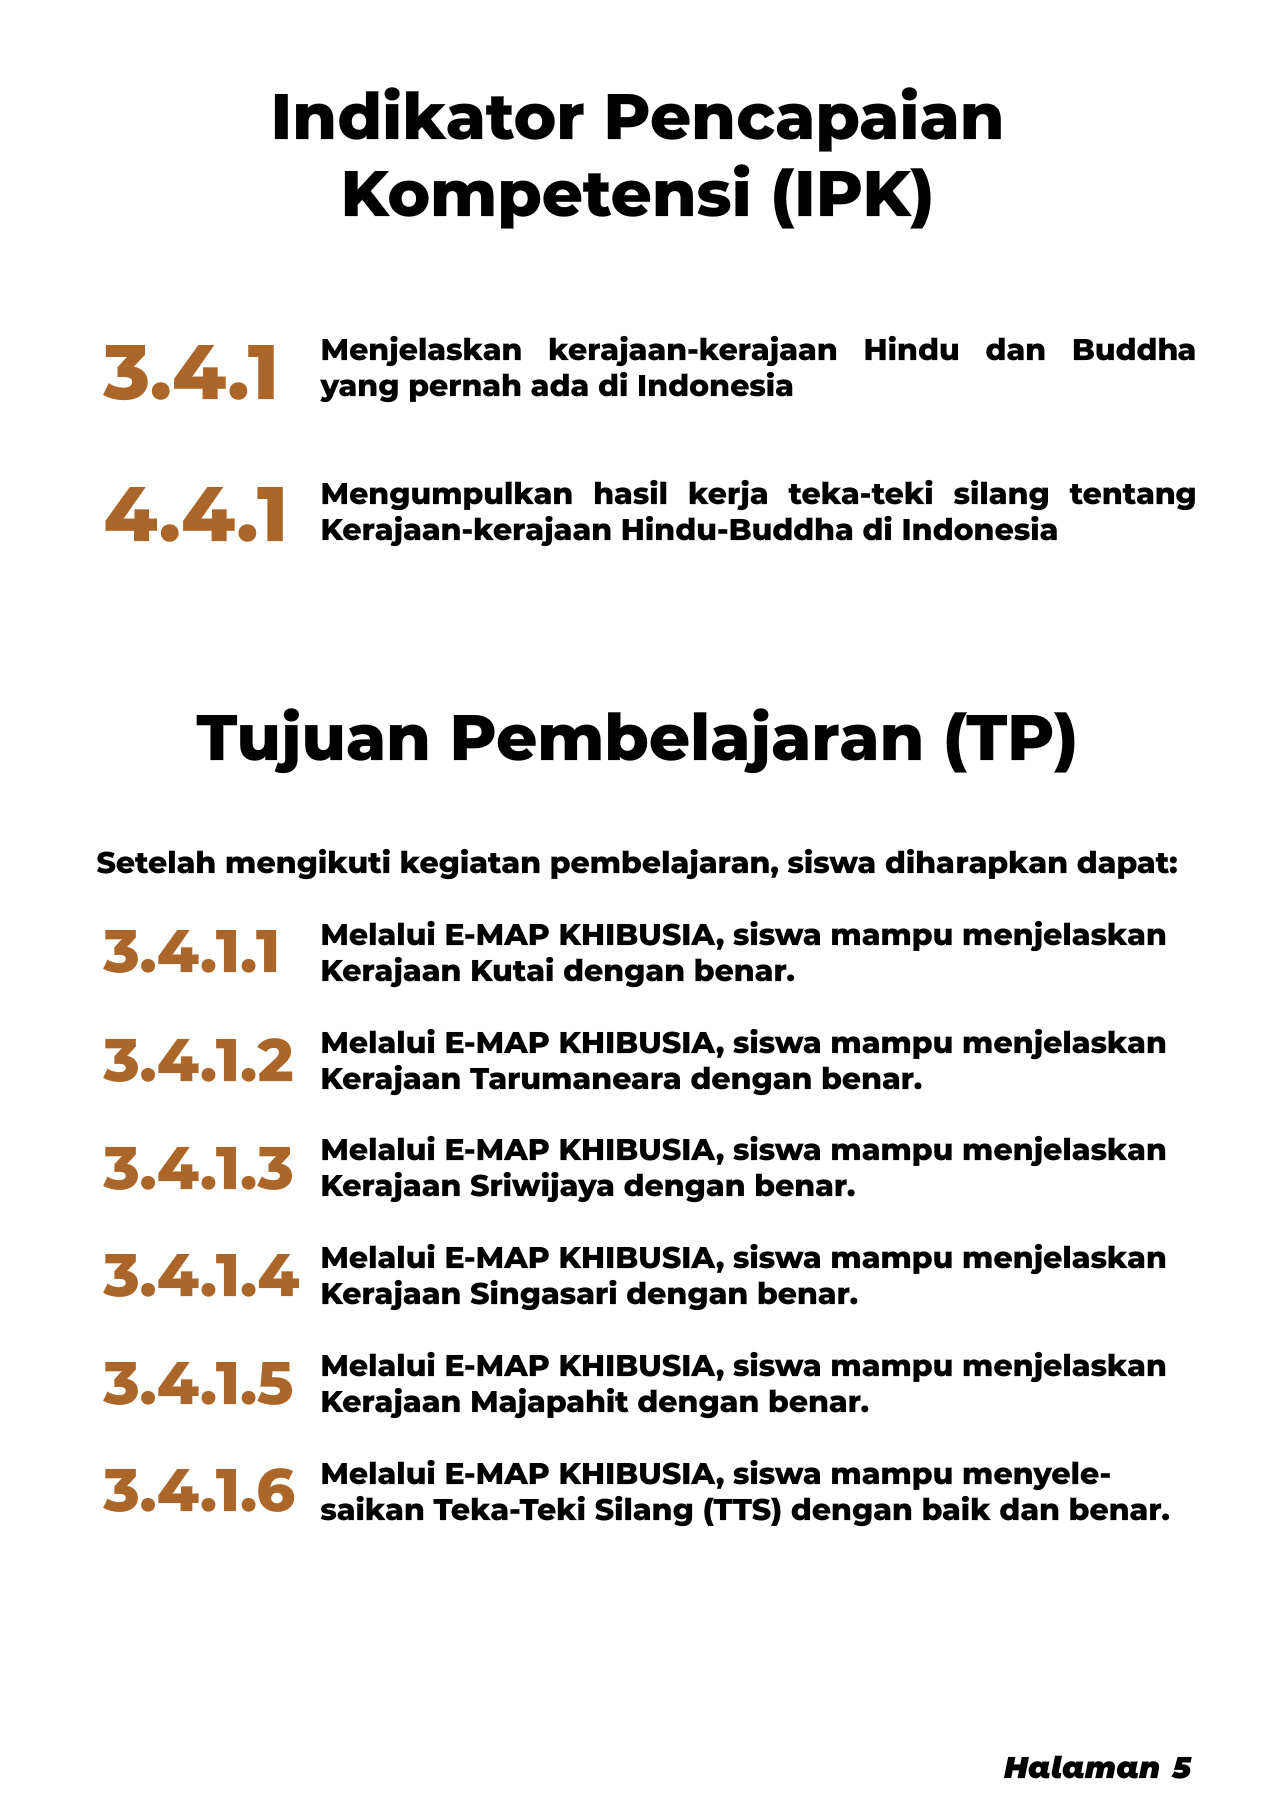 Indikator Pencapaian
Kompetensi (IPK)
3.4.1
Menjelaskan kerajaan-kerajaan Hindu dan Buddha
yang pernah ada di Indonesia
4.4.1
Mengumpulkan hasil kerja teka-teki silang tentang
Kerajaan-kerajaan Hindu-Buddha di Indonesia
Tujuan Pembelajaran (TP)
Setelah mengikuti kegiatan pembelajaran, siswa diharapkan dapat:
3.4.1.1
Melalui E-MAP KHIBUSIA, siswa mampu menjelaskan
Kerajaan Kutai dengan benar.
3.4.1.2
Melalui E-MAP KHIBUSIA, siswa mampu menjelaskan
Kerajaan Tarumaneara dengan benar.
3.4.1.3
Melalui E-MAP KHIBUSIA, siswa mampu menjelaskan
Kerajaan Sriwijaya dengan benar.
3.4.1.4
Melalui E-MAP KHIBUSIA, siswa mampu menjelaskan
Kerajaan Singasari dengan benar.
3.4.1.5
Melalui E-MAP KHIBUSIA, siswa mampu menjelaskan
Kerajaan Majapahit dengan benar.
3.4.1.6
Melalui E-MAP KHIBUSIA, siswa mampu menyele-
saikan Teka-Teki Silang (TTS) dengan baik dan benar.
Halaman 5